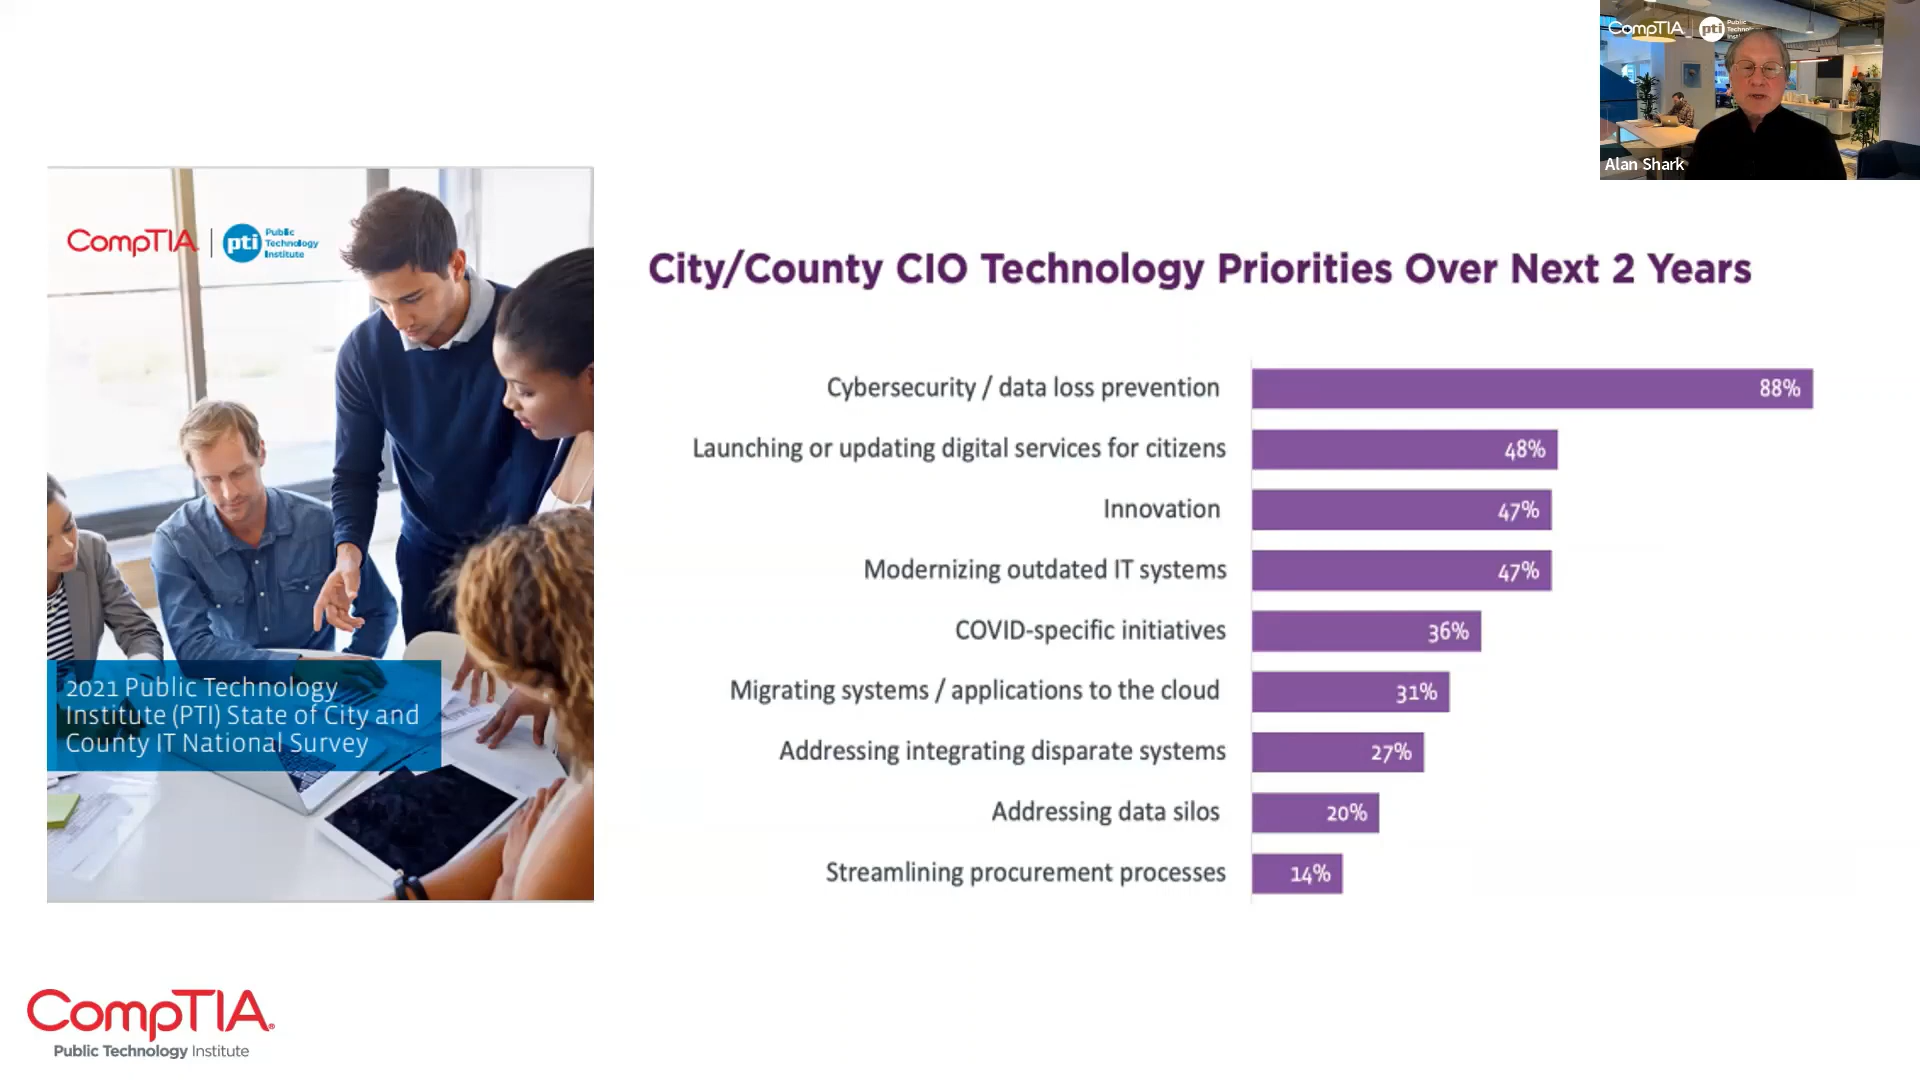 CompTIA
pti
Public
Alan Shark
CompTIA.
pti
Public
Technology
Institute
City/County CIO Technology Priorities Over Next 2 Years
Cybersecurity / data loss prevention 88%
Launching or updating digital services for citizens 48%
Innovation 47%
Modernizing outdated IT systems 47%
COVID-specific initiatives 36%
Migrating systems / applications to the cloud 31%
Addressing integrating disparate systems 27%
Addressing data silos 20%
Streamlining procurement processes 14%
2021 Public Technology
Institute (PTI) State of City and
County IT National Survey
CompTIA®
Public Technology Institute